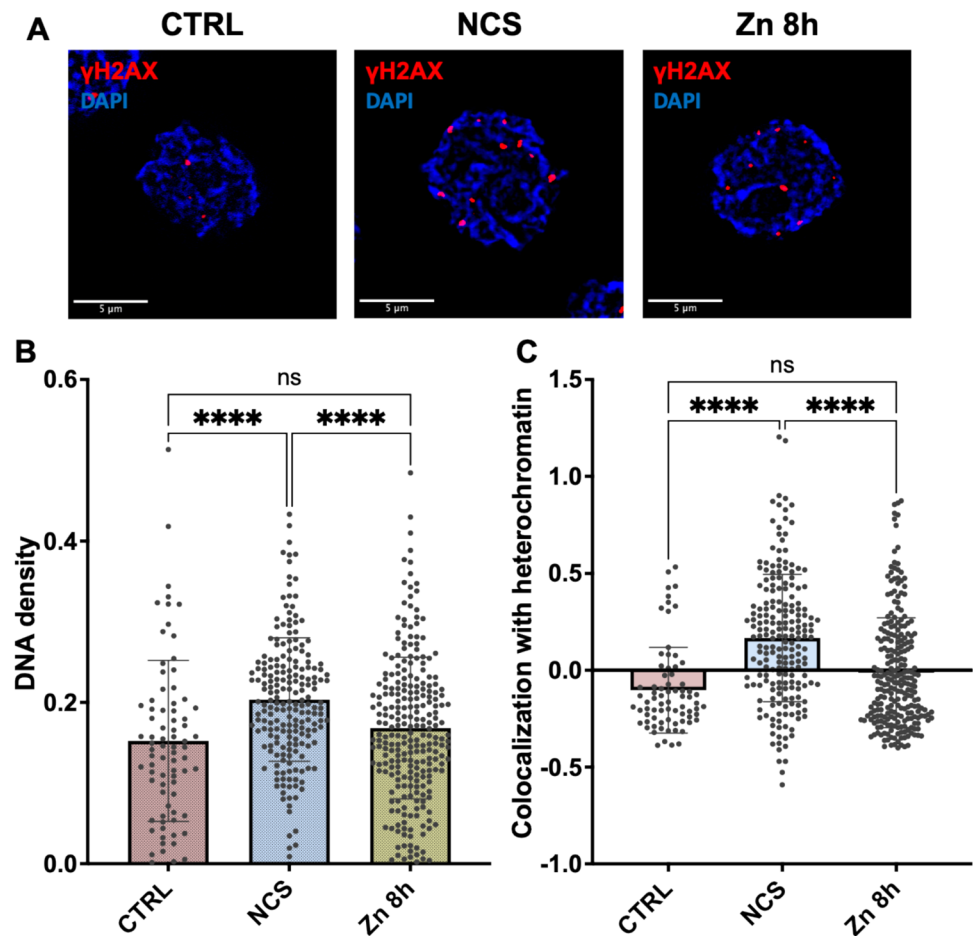 A
CTRL
NCS
Zn 8h
γH2AX
DAPI
5 μm
γH2AX
DAPI
5 μm
γH2AX
DAPI
5 μm
B
ns
**** ****
0.6
0.4
0.2
0.0
DNA density
CTRL
NCS
Zn 8h
C
ns
**** ****
1.5
1.0
0.5
0.0
-0.5
-1.0
Colocalization with heterochromatin
CTRL
NCS
Zn 8h